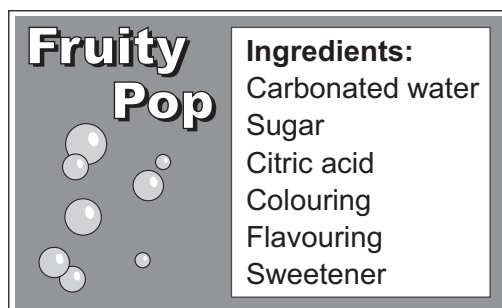 Fruity
Pop
Ingredients:
Carbonated water
Sugar
Citric acid
Colouring
Flavouring
Sweetener